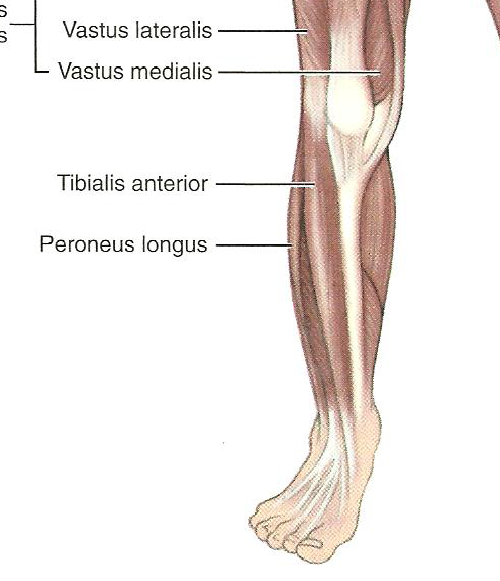 s
s
Vastus lateralis
Vastus medialis
Tibialis anterior
Peroneus longus